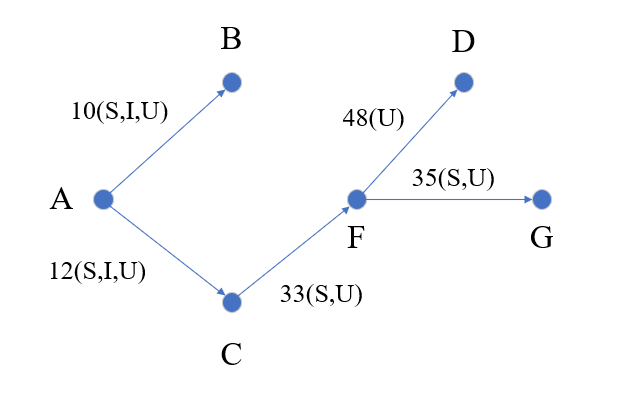 B
D
10(S,I,U)
48(U)
35(S,U)
A
F
G
12(S,I,U)
33(S,U)
C